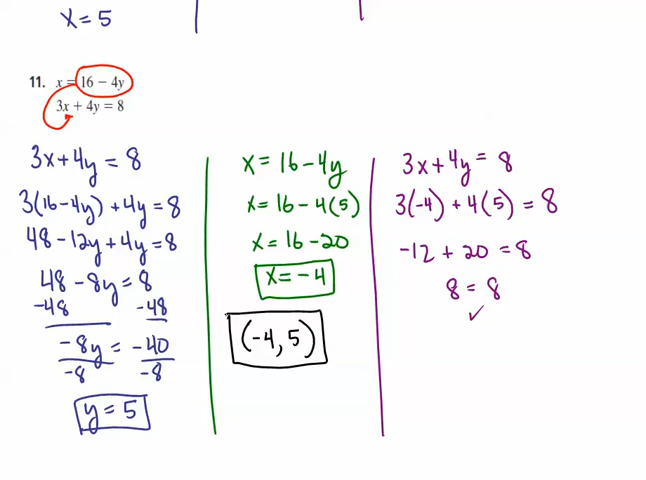 x = 5
11. x = 16 − 4y
3x + 4y = 8
3x + 4y = 8
3(16 - 4y) + 4y = 8
48 - 12y + 4y = 8
48 - 8y = 8
-48 -48
-8y = -40
-8 -8
y = 5
x = 16 - 4y
x = 16 - 4(5)
x = 16 - 20
x = -4
(-4, 5)
3x + 4y = 8
3(-4) + 4(5) = 8
-12 + 20 = 8
8 = 8
✓